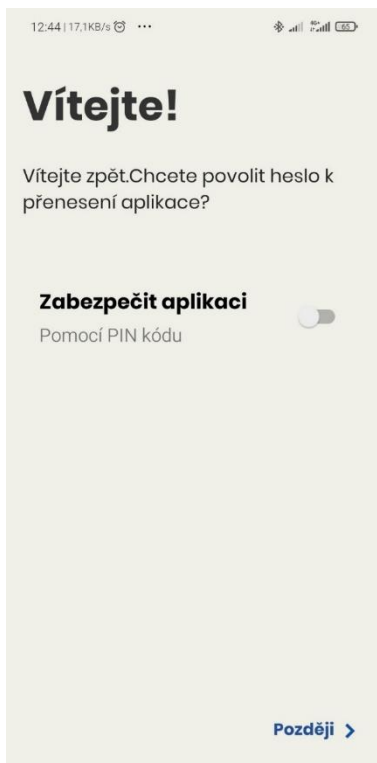 12:44 | 17,1KB/s
Vítejte!
Vítejte zpět.Chcete povolit heslo k
přenesení aplikace?
Zabezpečit aplikaci
Pomocí PIN kódu
Později